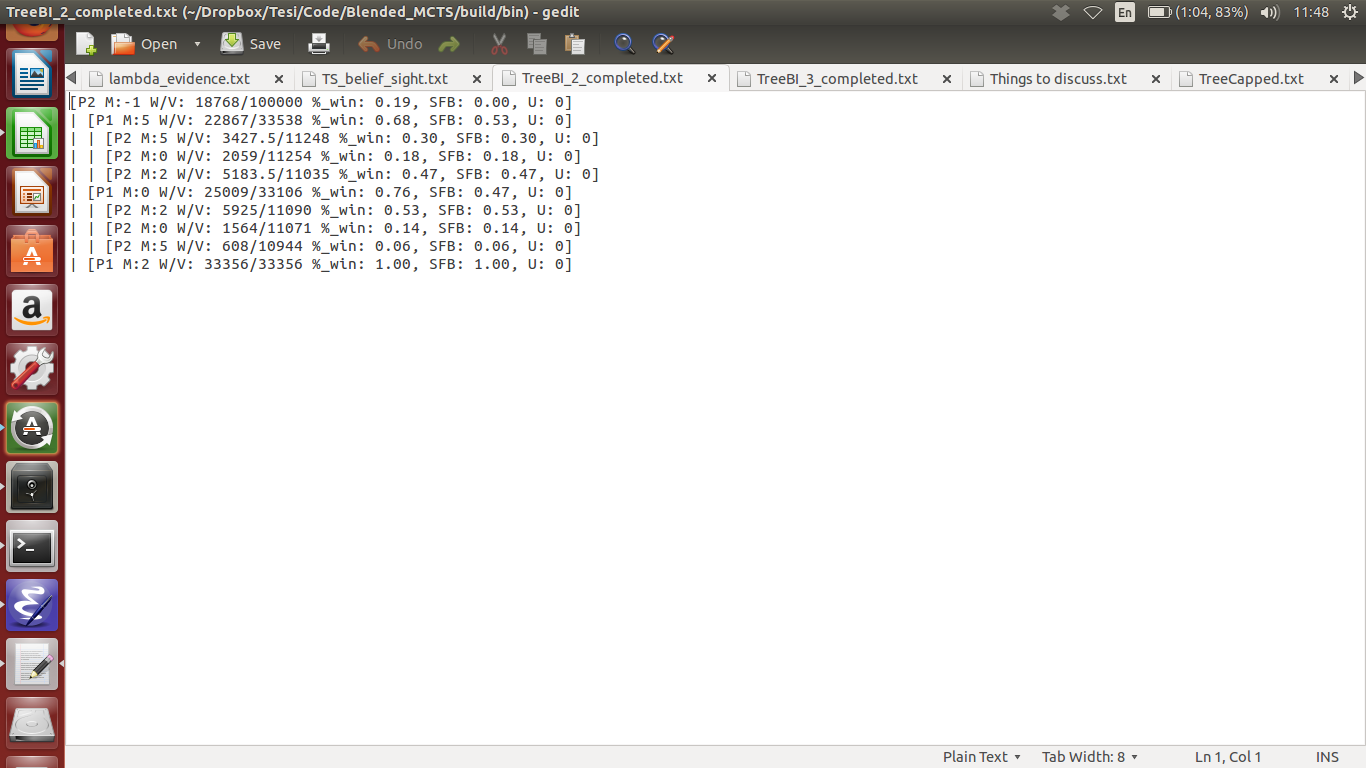 TreeBI_2_completed.txt (~/Dropbox/Tesi/Code/Blended_MCTS/build/bin) - gedit
En (1:04, 83%) 11:48
Open Save Undo
lambda_evidence.txt TS_belief_sight.txt TreeBI_2_completed.txt TreeBI_3_completed.txt Things to discuss.txt TreeCapped.txt
[P2 M:-1 W/V: 18768/100000 %_win: 0.19, SFB: 0.00, U: 0]
| [P1 M:5 W/V: 22867/33538 %_win: 0.68, SFB: 0.53, U: 0]
| | [P2 M:5 W/V: 3427.5/11248 %_win: 0.30, SFB: 0.30, U: 0]
| | [P2 M:0 W/V: 2059/11254 %_win: 0.18, SFB: 0.18, U: 0]
| | [P2 M:2 W/V: 5183.5/11035 %_win: 0.47, SFB: 0.47, U: 0]
| [P1 M:0 W/V: 25009/33106 %_win: 0.76, SFB: 0.47, U: 0]
| | [P2 M:2 W/V: 5925/11090 %_win: 0.53, SFB: 0.53, U: 0]
| | [P2 M:0 W/V: 1564/11071 %_win: 0.14, SFB: 0.14, U: 0]
| | [P2 M:5 W/V: 608/10944 %_win: 0.06, SFB: 0.06, U: 0]
| [P1 M:2 W/V: 33356/33356 %_win: 1.00, SFB: 1.00, U: 0]
Plain Text Tab Width: 8 Ln 1, Col 1 INS